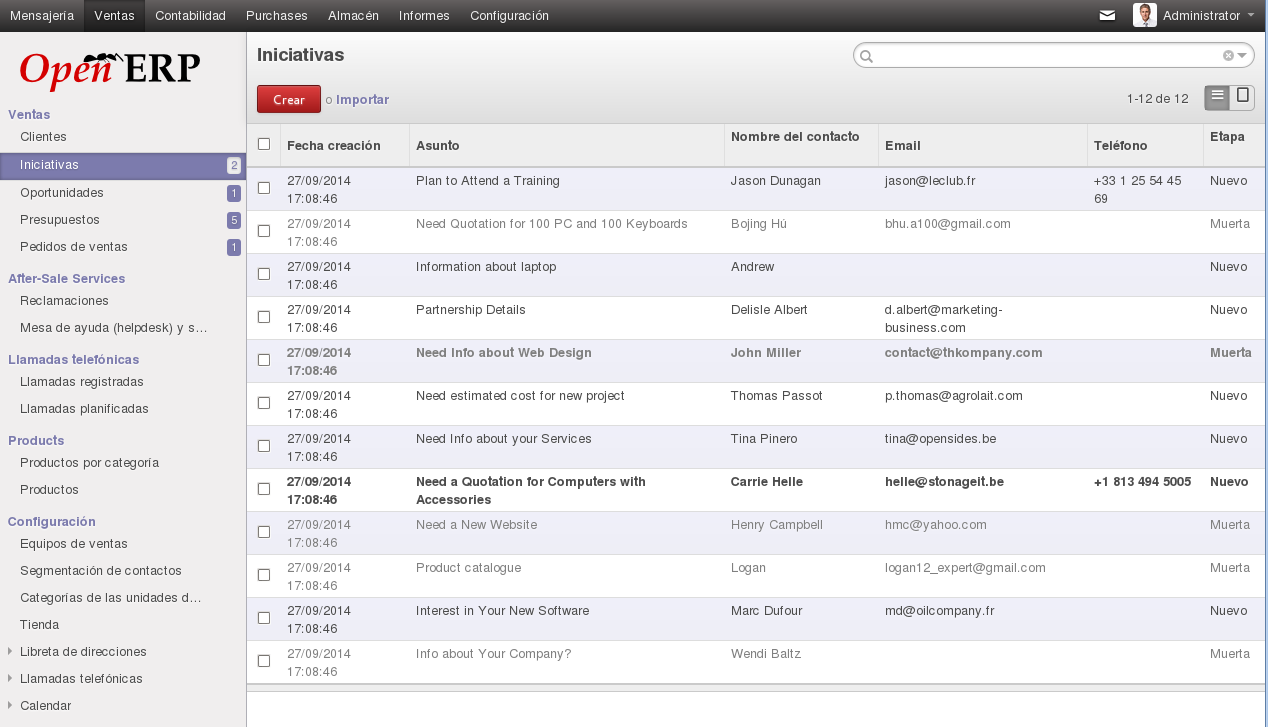 Mensajería Ventas Contabilidad Purchases Almacén Informes Configuración Administrator
Open ERP
Ventas
Clientes
Iniciativas 2
Oportunidades 1
Presupuestos 5
Pedidos de ventas 1
After-Sale Services
Reclamaciones
Mesa de ayuda (helpdesk) y s...
Llamadas telefónicas
Llamadas registradas
Llamadas planificadas
Products
Productos por categoría
Productos
Configuración
Equipos de ventas
Segmentación de contactos
Categorías de las unidades d...
Tienda
Libreta de direcciones
Llamadas telefónicas
Calendar
Iniciativas
Crear o Importar 1-12 de 12
Fecha creación Asunto Nombre del contacto Email Teléfono Etapa
27/09/2014 Plan to Attend a Training Jason Dunagan jason@leclub.fr +33 1 25 54 45 Nuevo
17:08:46 69
27/09/2014 Need Quotation for 100 PC and 100 Keyboards Bojing Hú bhu.a100@gmail.com Muerta
17:08:46
27/09/2014 Information about laptop Andrew Nuevo
17:08:46
27/09/2014 Partnership Details Delisle Albert d.albert@marketing- Nuevo
17:08:46 business.com
27/09/2014 Need Info about Web Design John Miller contact@thkompany.com Muerta
17:08:46
27/09/2014 Need estimated cost for new project Thomas Passot p.thomas@agrolait.com Nuevo
17:08:46
27/09/2014 Need Info about your Services Tina Pinero tina@opensides.be Nuevo
17:08:46
27/09/2014 Need a Quotation for Computers with Carrie Helle helle@stonageit.be +1 813 494 5005 Nuevo
17:08:46 Accessories
27/09/2014 Need a New Website Henry Campbell hmc@yahoo.com Muerta
17:08:46
27/09/2014 Product catalogue Logan logan12_expert@gmail.com Muerta
17:08:46
27/09/2014 Interest in Your New Software Marc Dufour md@oilcompany.fr Nuevo
17:08:46
27/09/2014 Info about Your Company? Wendi Baltz Muerta
17:08:46